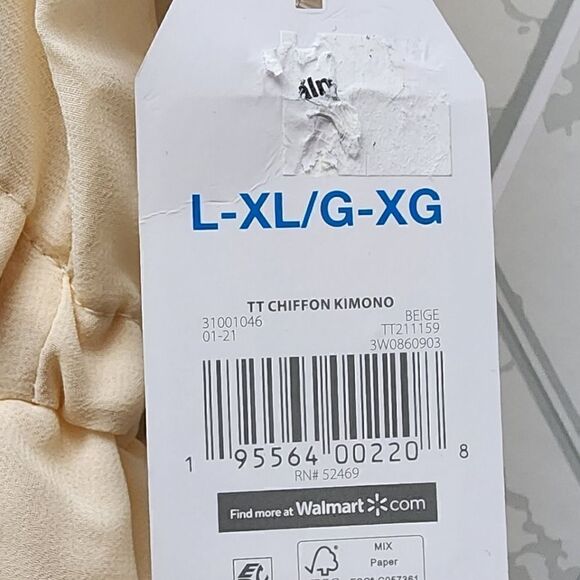 L-XL/G-XG
TT CHIFFON KIMONO
31001046
01-21
BEIGE
TT211159
3W0860903
1 95564 00220 8
RN# 52469
Find more at Walmart.com
MIX
Paper